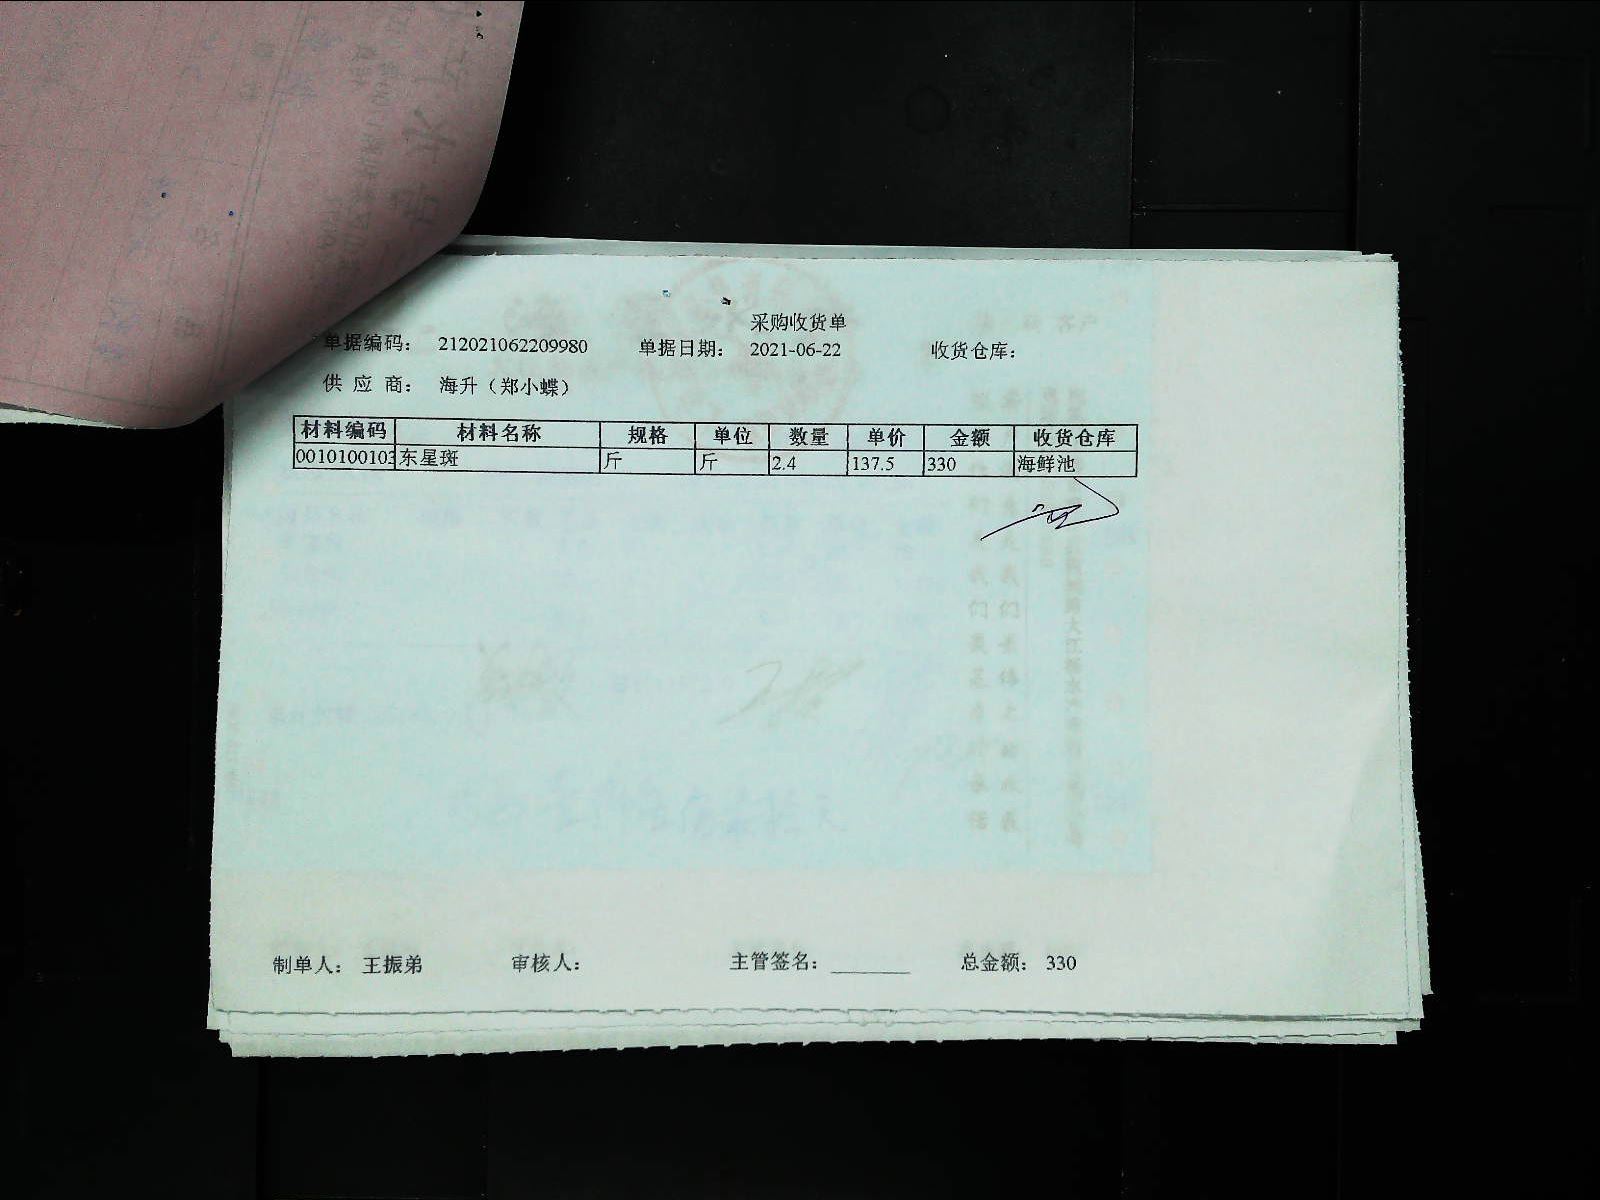 采购收货单
单据编码： 212021062209980 单据日期： 2021-06-22 收货仓库：
供 应 商： 海升（郑小蝶）
材料编码 材料名称 规格 单位 数量 单价 金额 收货仓库
0010100103 东星斑 斤 斤 2.4 137.5 330 海鲜池
制单人： 王振弟 审核人： 主管签名：_______ 总金额： 330